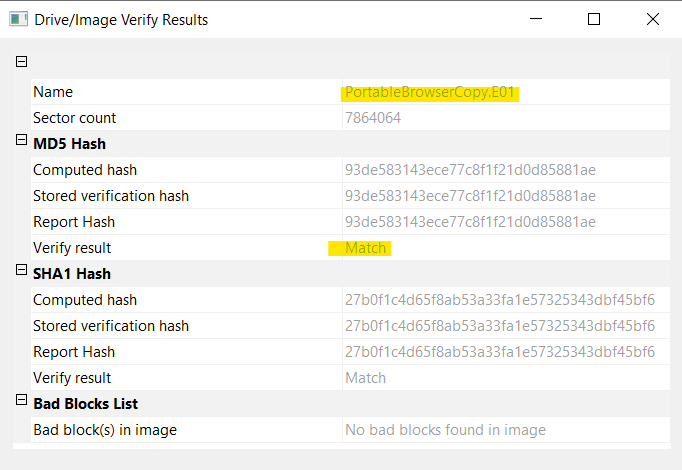 Drive/Image Verify Results
Name PortableBrowserCopy.E01
Sector count 7864064
MD5 Hash
Computed hash 93de583143ece77c8f1f21d0d85881ae
Stored verification hash 93de583143ece77c8f1f21d0d85881ae
Report Hash 93de583143ece77c8f1f21d0d85881ae
Verify result Match
SHA1 Hash
Computed hash 27b0f1c4d65f8ab53a33fa1e57325343dbf45bf6
Stored verification hash 27b0f1c4d65f8ab53a33fa1e57325343dbf45bf6
Report Hash 27b0f1c4d65f8ab53a33fa1e57325343dbf45bf6
Verify result Match
Bad Blocks List
Bad block(s) in image No bad blocks found in image